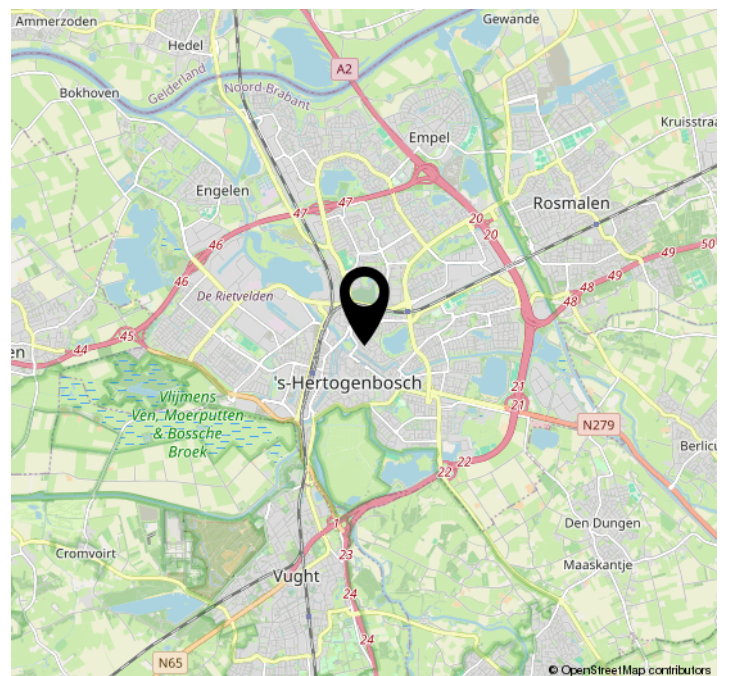 Ammerzoden
Gewande
Hedel
A2
Gelderland
Noord-Brabant
Bokhoven
Kruisstraa
Empel
Engelen
Rosmalen
47
47
20
20
46
46
50
49
49
48
48
De Rietvelden
45
44
en
's-Hertogenbosch
21
21
Vlijmens
Ven, Moerputten
& Bossche
Broek
N279
Berlicu
22
22
1
Den Dungen
Cromvoirt
23
Maaskantje
Vught
24
24
N65
© OpenStreetMap contributors